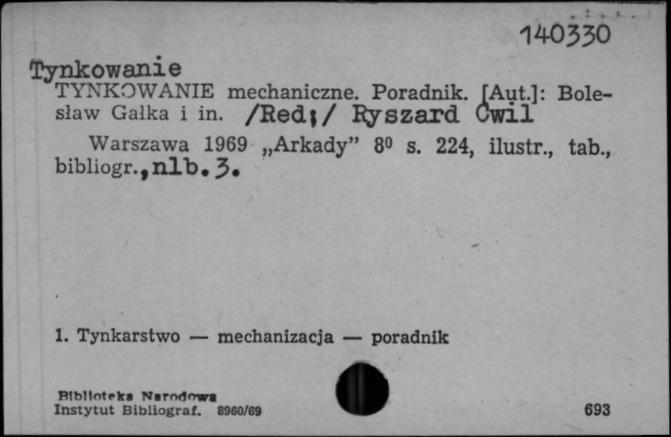 140330
Tynkowanie
TYNKOWANIE mechaniczne. Poradnik. [Aut.]: Bole-
sław Gałka i in. /Red;/ Ryszard Ćwil
Warszawa 1969 „Arkady” 8⁰ s. 224, ilustr., tab.,
bibliogr.,nlb.3.
1. Tynkarstwo — mechanizacja — poradnik
Biblioteka Narodowa
Instytut Bibliograf. 8960/69
693